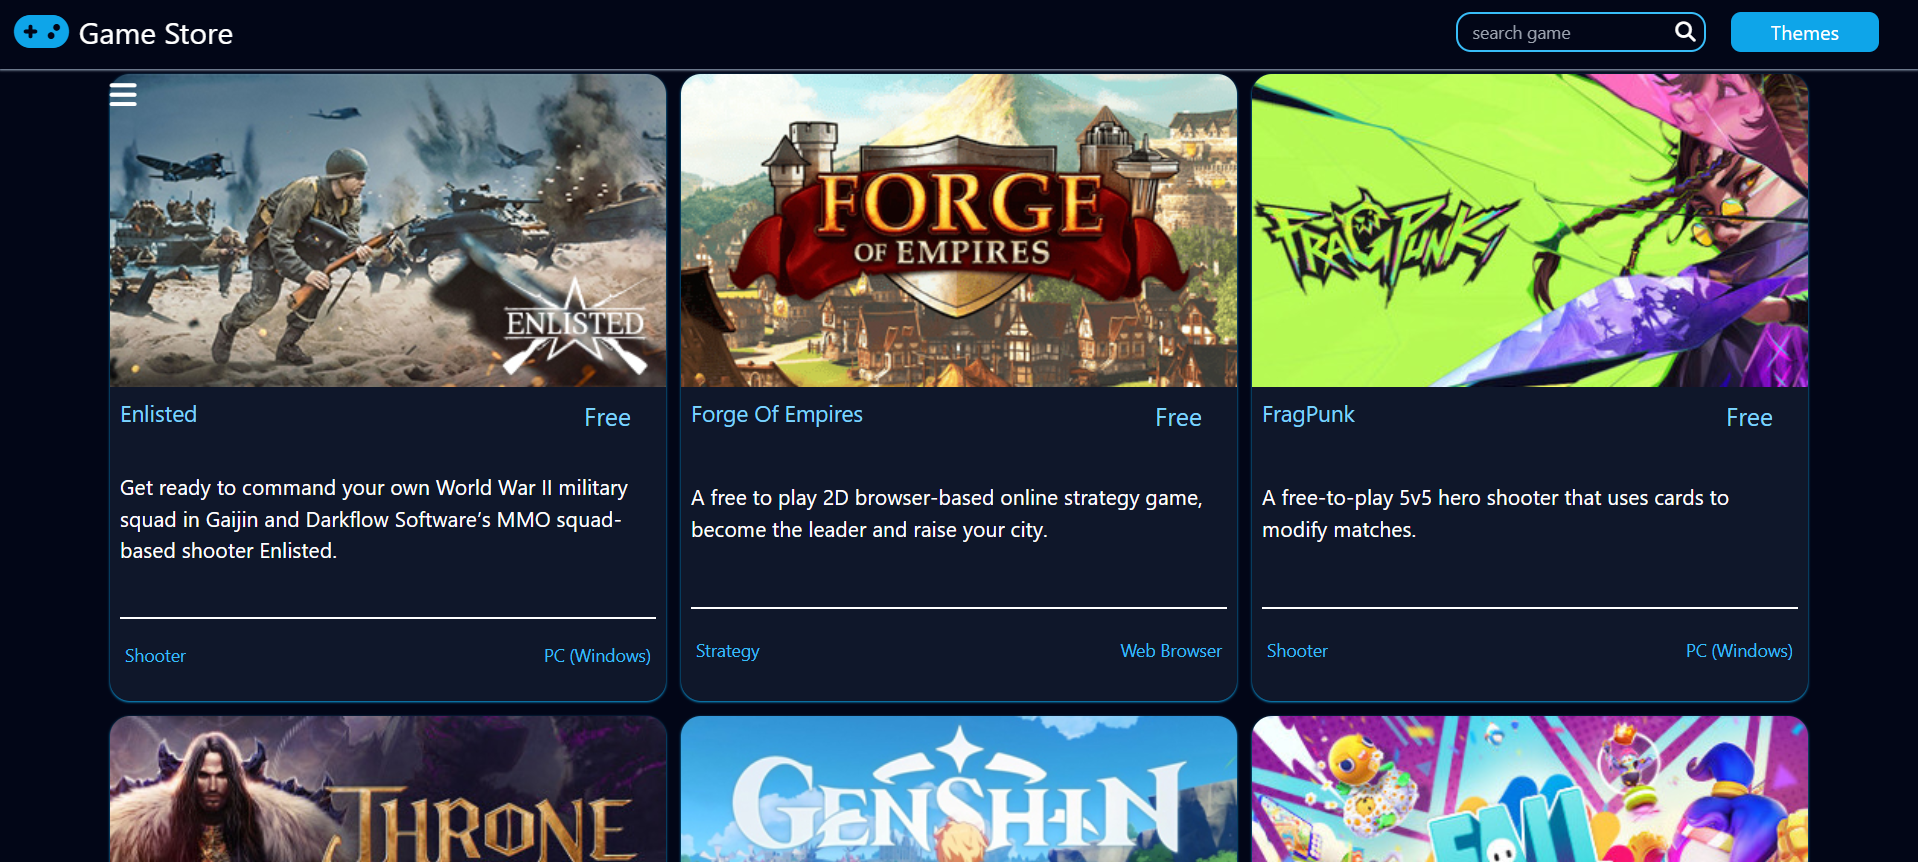 Game Store
search game
Themes
ENLISTED
FORGE
OF EMPIRES
FRAGPUNK
Enlisted
Free
Forge Of Empires
Free
FragPunk
Free
Get ready to command your own World War II military
squad in Gaijin and Darkflow Software’s MMO squad-
based shooter Enlisted.
A free to play 2D browser-based online strategy game,
become the leader and raise your city.
A free-to-play 5v5 hero shooter that uses cards to
modify matches.
Shooter
PC (Windows)
Strategy
Web Browser
Shooter
PC (Windows)
THRONE
GENSHIN
FALL